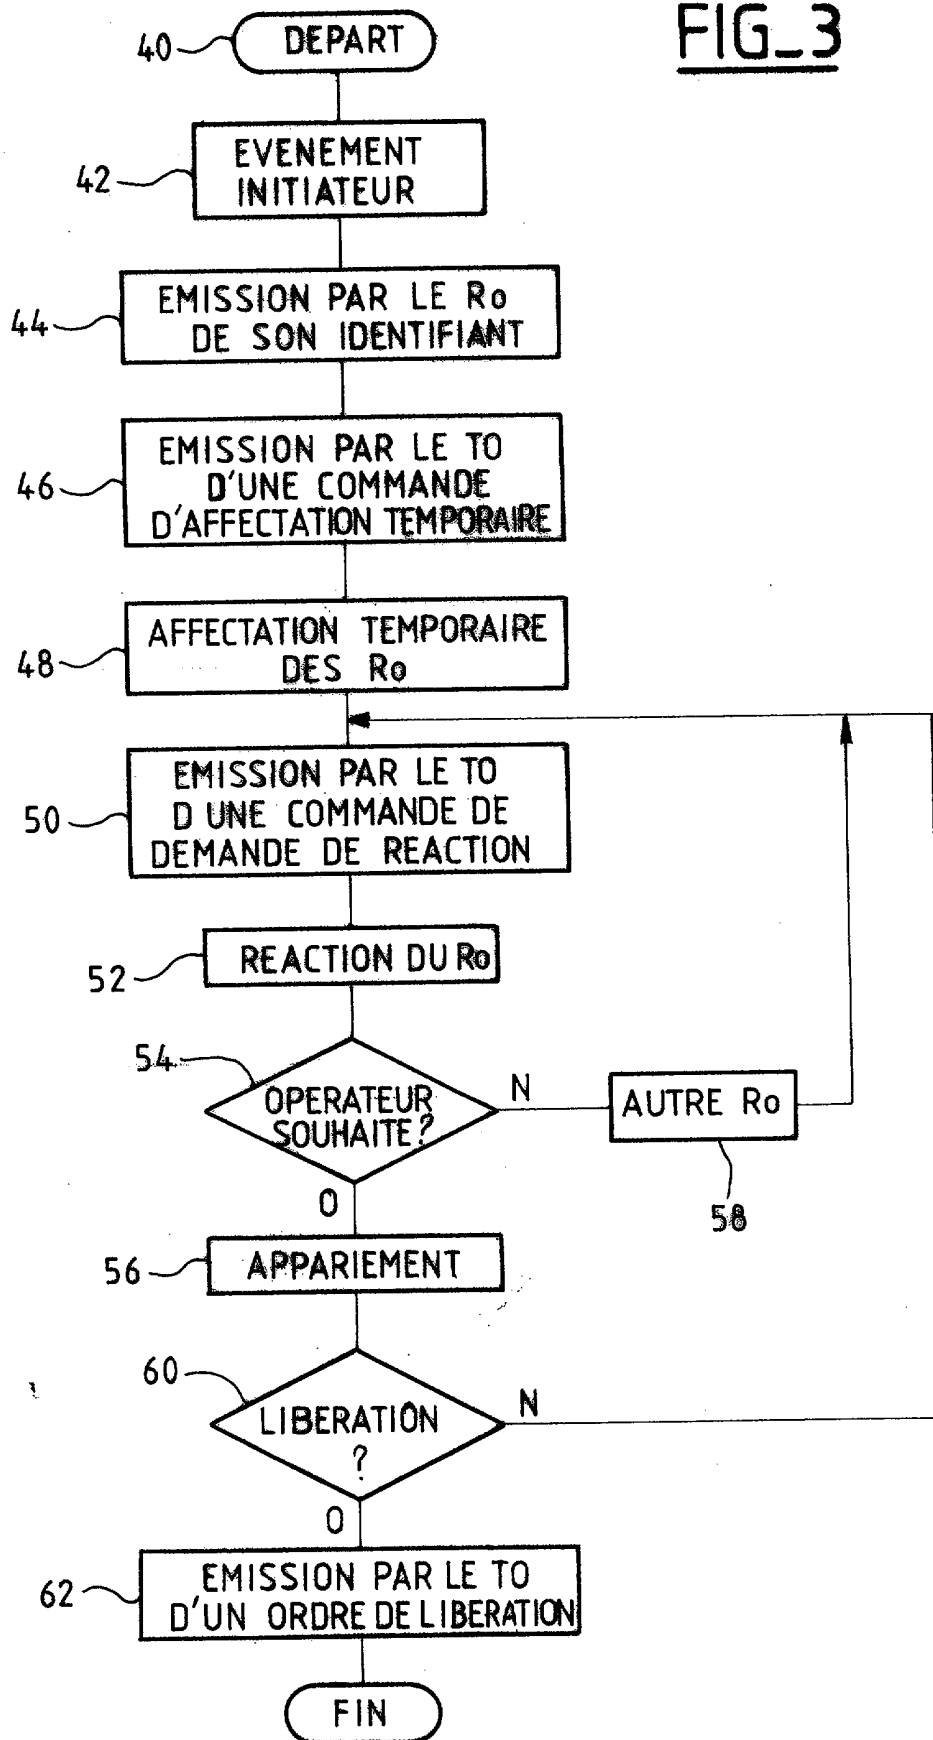 FIG_3
40
DEPART
42
EVENEMENT
INITIATEUR
44
EMISSION PAR LE Ro
DE SON IDENTIFIANT
46
EMISSION PAR LE TO
D'UNE COMMANDE
D'AFFECTATION TEMPORAIRE
48
AFFECTATION TEMPORAIRE
DES Ro
50
EMISSION PAR LE TO
D UNE COMMANDE DE
DEMANDE DE REACTION
52
REACTION DU Ro
54
OPERATEUR
SOUHAITE?
N
AUTRE Ro
58
O
56
APPARIEMENT
60
LIBERATION
?
N
O
62
EMISSION PAR LE TO
D'UN ORDRE DE LIBERATION
FIN